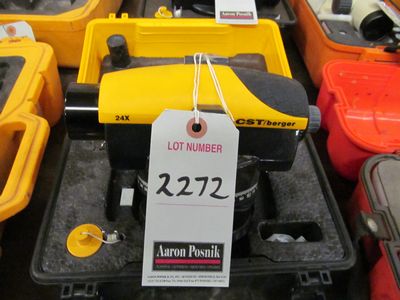 Aaron Posnik
24X
CST/berger
LOT NUMBER
2272
Aaron Posnik